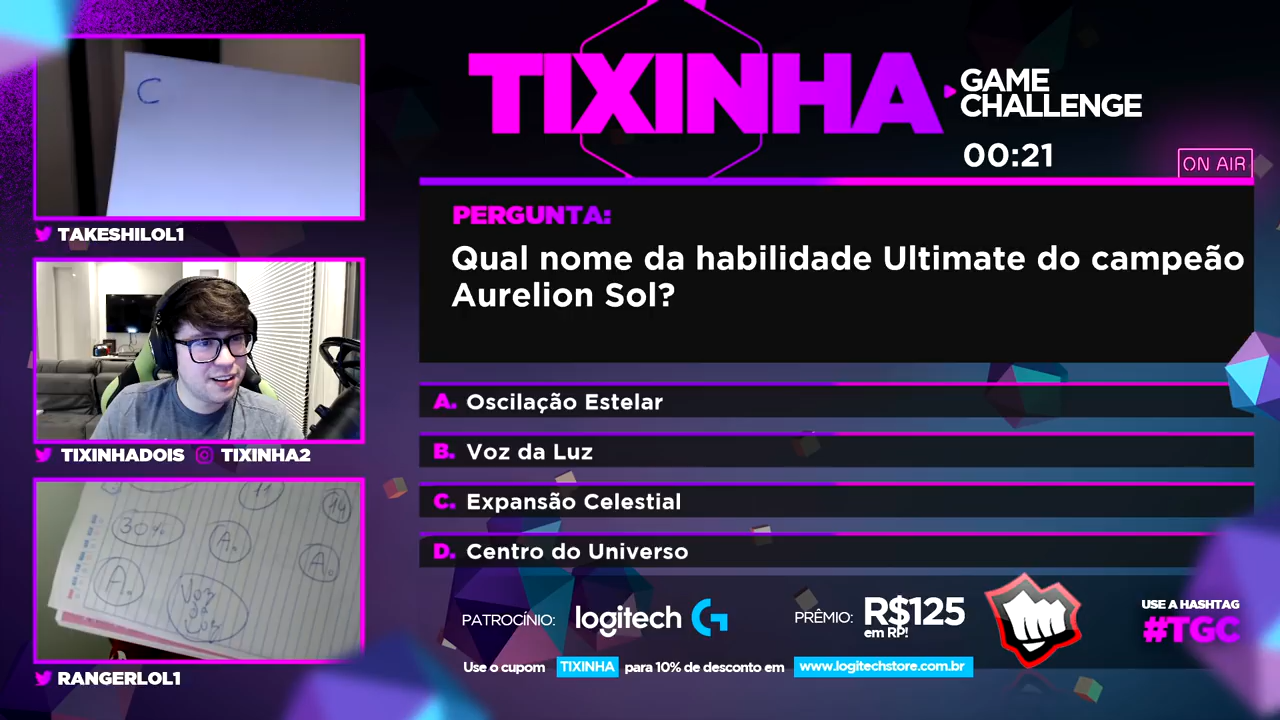 C
TAKESHILOL1
TIXINHADOIS TIXINHA2
11
14
30%
A.
A.
A.
Voz
da
Luz
RANGERLOL1
TIXINHA
GAME
CHALLENGE
00:21
ON AIR
PERGUNTA:
Qual nome da habilidade Ultimate do campeão
Aurelion Sol?
A. Oscilação Estelar
B. Voz da Luz
C. Expansão Celestial
D. Centro do Universo
PATROCÍNIO: logitech G
PRÊMIO: R$125
em RP!
USE A HASHTAG
#TGC
Use o cupom TIXINHA para 10% de desconto em www.logitechstore.com.br